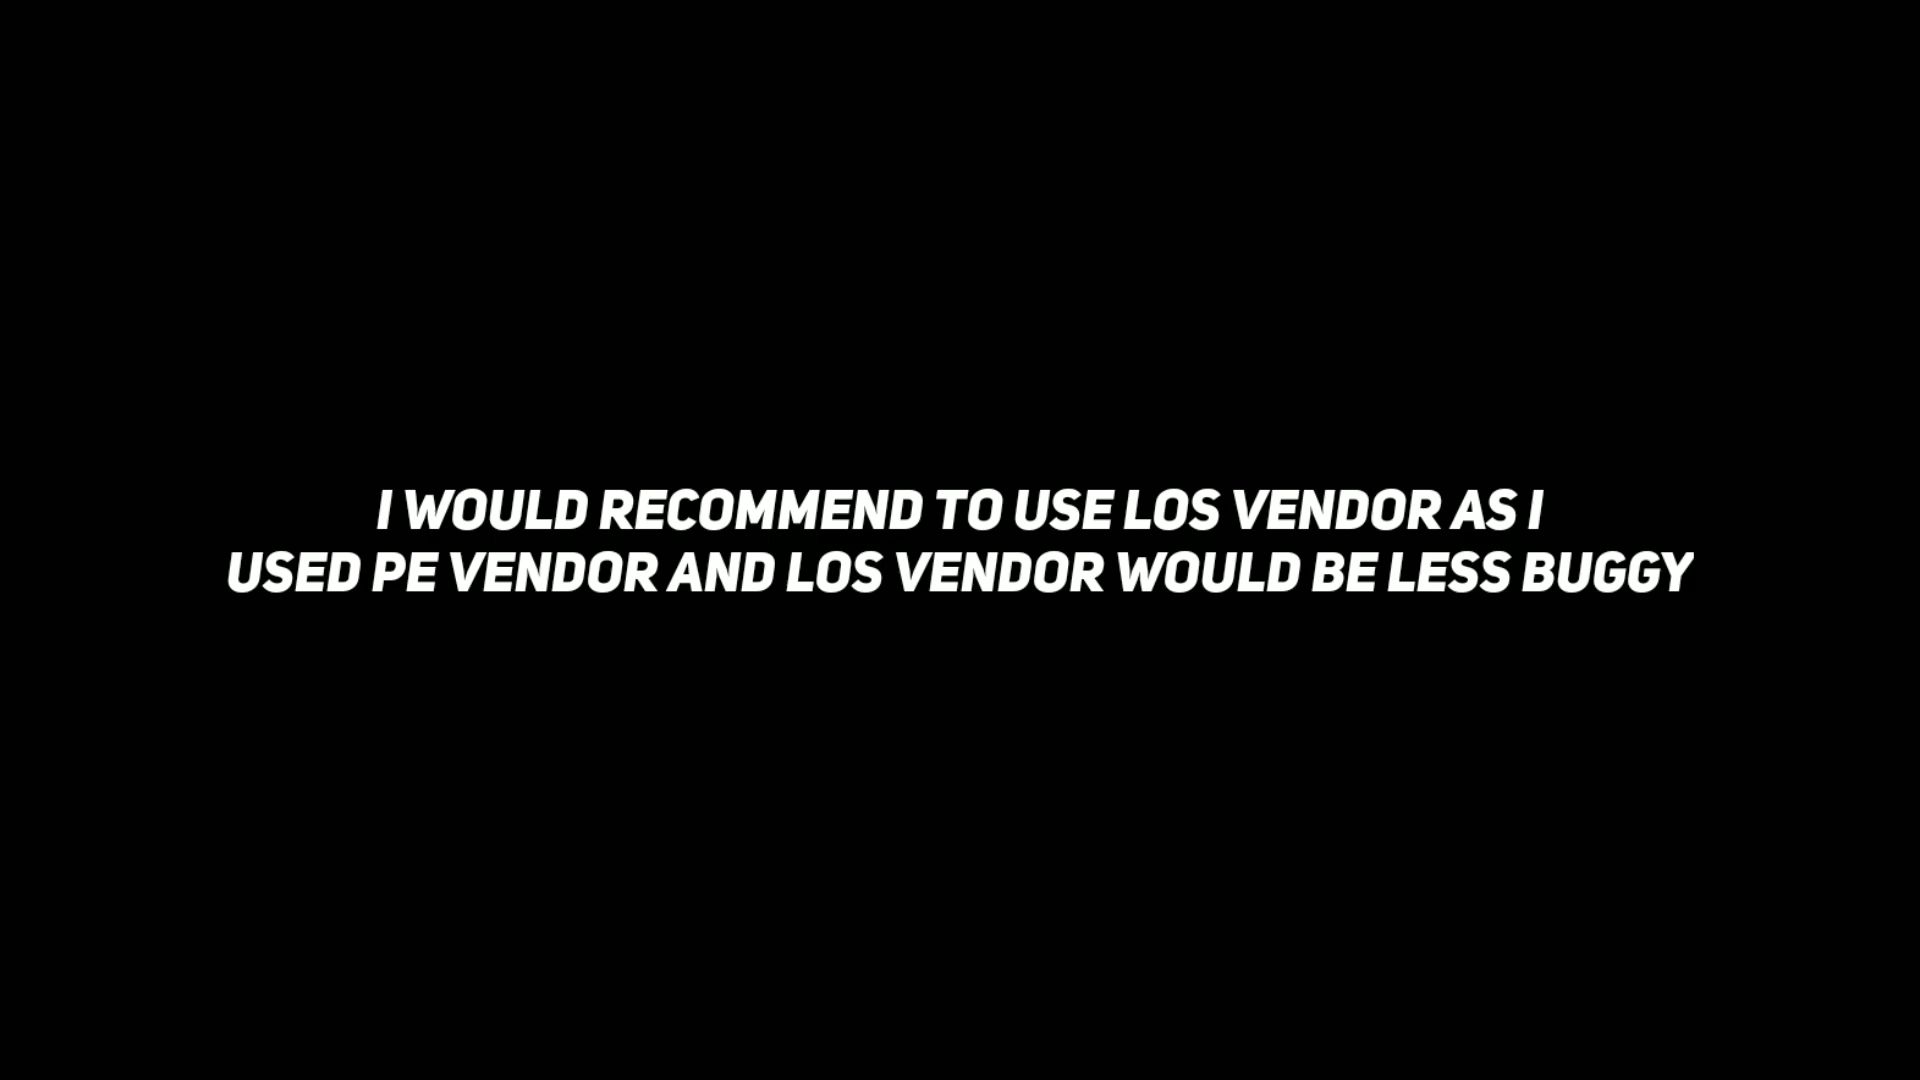 I WOULD RECOMMEND TO USE LOS VENDOR AS I
USED PE VENDOR AND LOS VENDOR WOULD BE LESS BUGGY